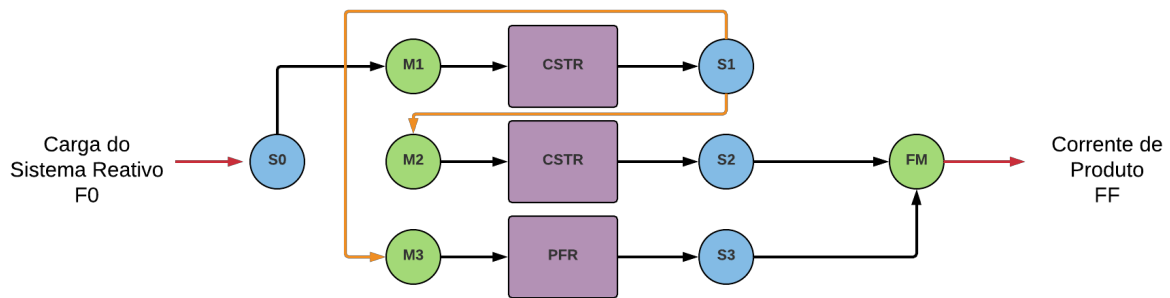 M1
CSTR
S1
Carga do
Sistema Reativo
F0
S0
M2
CSTR
S2
FM
Corrente de
Produto
FF
M3
PFR
S3